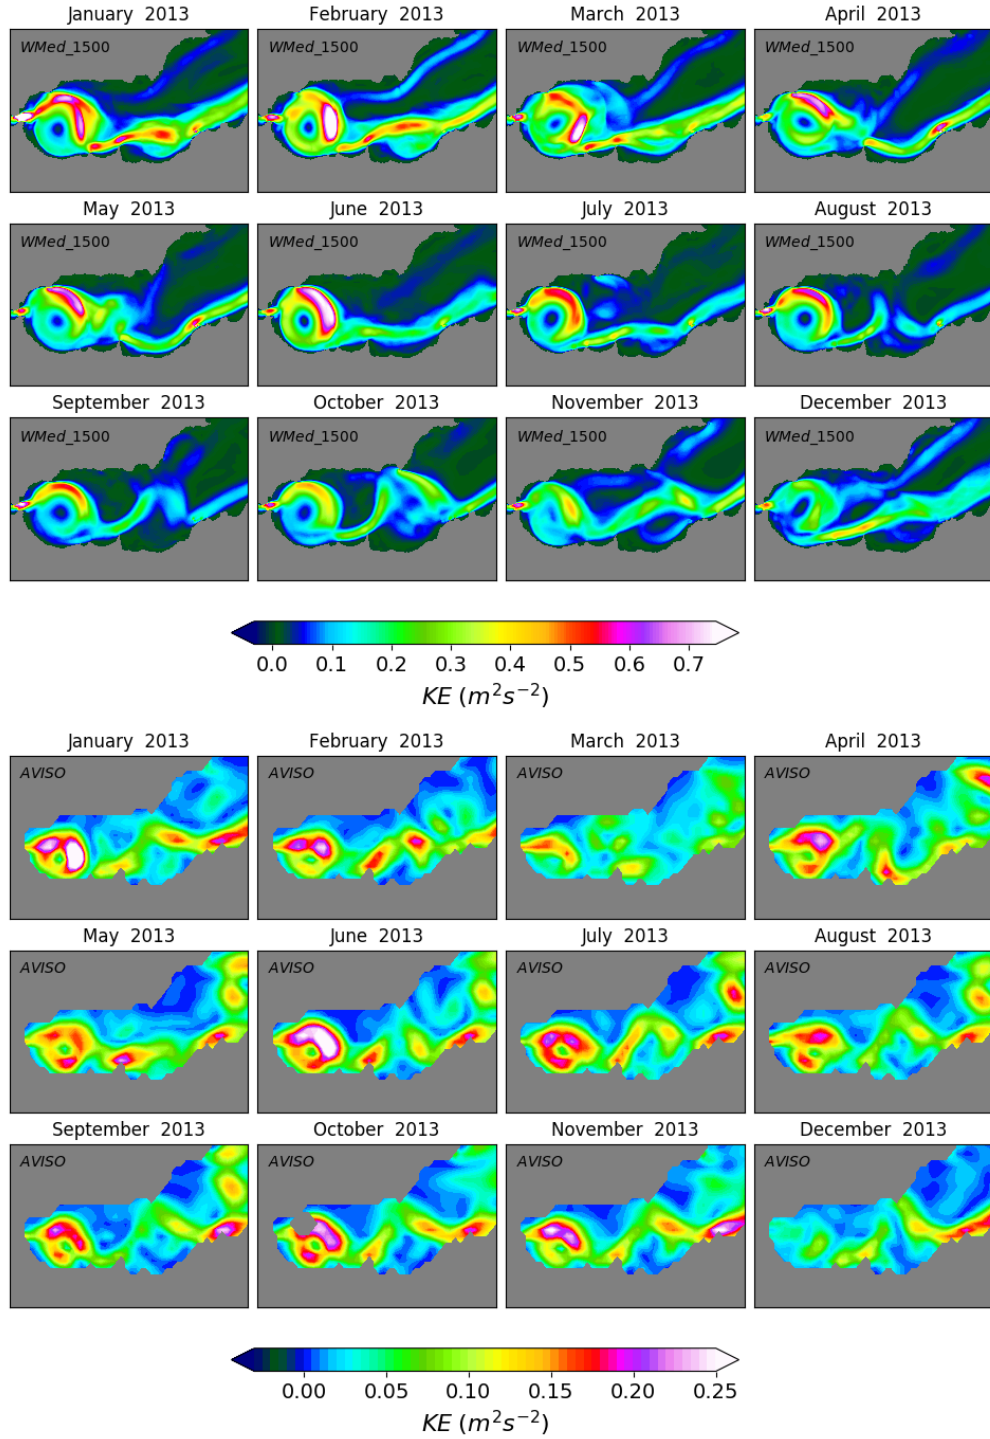 January 2013 February 2013 March 2013 April 2013
WMed_1500 WMed_1500 WMed_1500 WMed_1500
May 2013 June 2013 July 2013 August 2013
WMed_1500 WMed_1500 WMed_1500 WMed_1500
September 2013 October 2013 November 2013 December 2013
WMed_1500 WMed_1500 WMed_1500 WMed_1500
0.0 0.1 0.2 0.3 0.4 0.5 0.6 0.7
KE (m²s⁻²)
January 2013 February 2013 March 2013 April 2013
AVISO AVISO AVISO AVISO
May 2013 June 2013 July 2013 August 2013
AVISO AVISO AVISO AVISO
September 2013 October 2013 November 2013 December 2013
AVISO AVISO AVISO AVISO
0.00 0.05 0.10 0.15 0.20 0.25
KE (m²s⁻²)